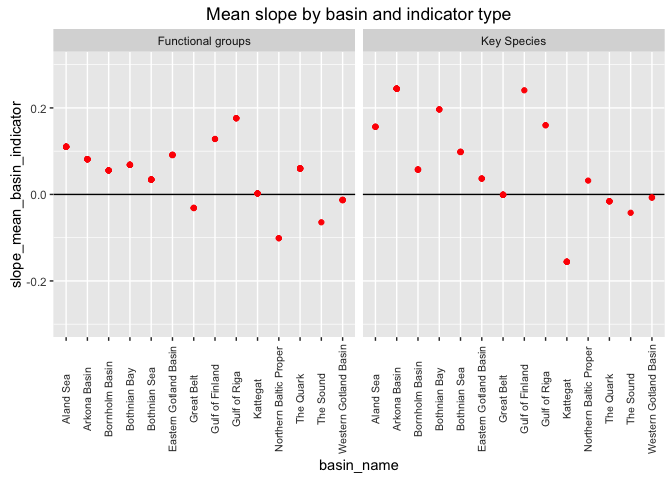 Mean slope by basin and indicator type
Functional groups
Key Species
slope_mean_basin_indicator
0.2
0.0
-0.2
Aland Sea
Arkona Basin
Bornholm Basin
Bothnian Bay
Bothnian Sea
Eastern Gotland Basin
Great Belt
Gulf of Finland
Gulf of Riga
Kattegat
Northern Baltic Proper
The Quark
The Sound
Western Gotland Basin
Aland Sea
Arkona Basin
Bornholm Basin
Bothnian Bay
Bothnian Sea
Eastern Gotland Basin
Great Belt
Gulf of Finland
Gulf of Riga
Kattegat
Northern Baltic Proper
The Quark
The Sound
Western Gotland Basin
basin_name